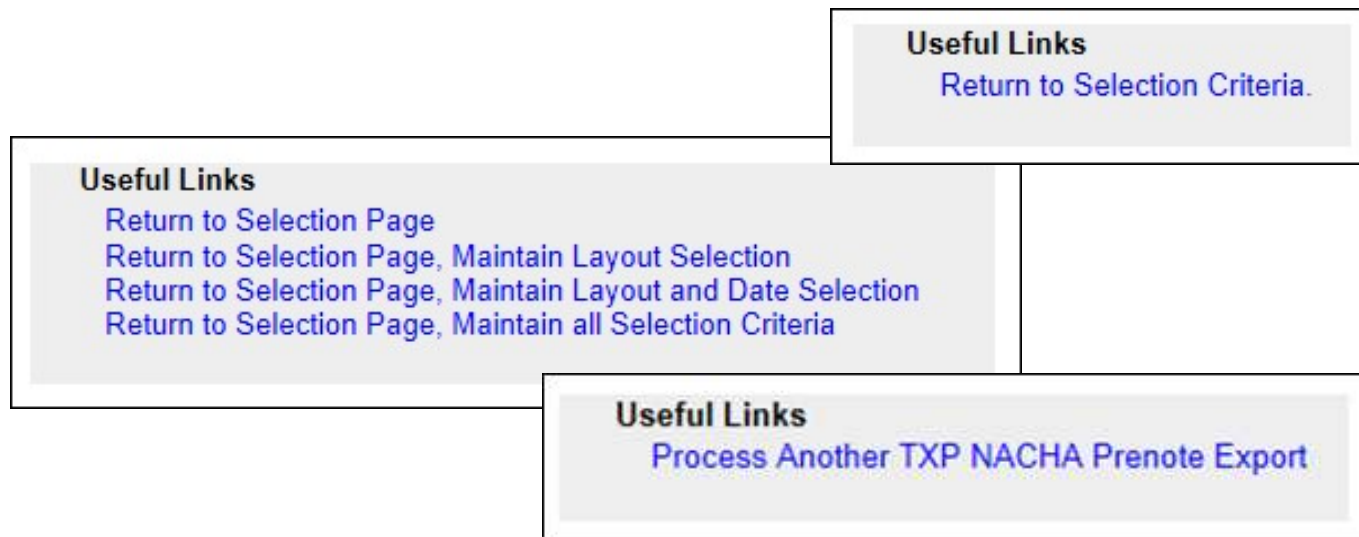 Useful Links
Return to Selection Criteria.
Useful Links
Return to Selection Page
Return to Selection Page, Maintain Layout Selection
Return to Selection Page, Maintain Layout and Date Selection
Return to Selection Page, Maintain all Selection Criteria
Useful Links
Process Another TXP NACHA Prenote Export